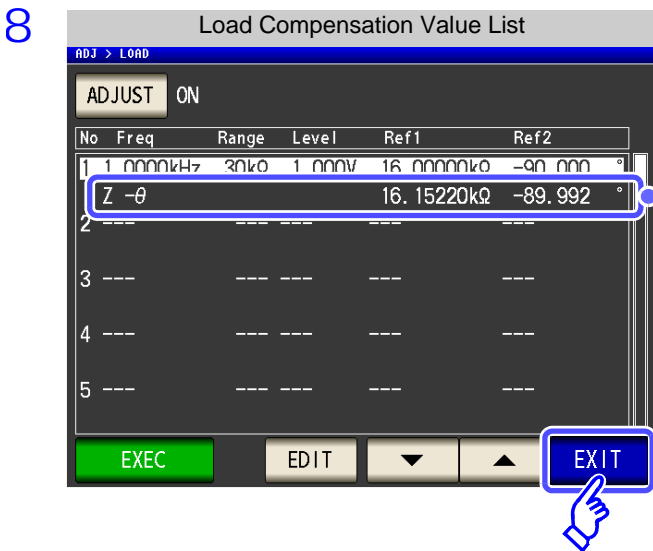 8
Load Compensation Value List
ADJ > LOAD
ADJUST ON
No Freq Range Level Ref1 Ref2
1 1.0000kHz 30kΩ 1.000V 16.00000kΩ -90.000 °
Z -θ 16.15220kΩ -89.992 °
2 --- --- --- --- ---
3 --- --- --- --- ---
4 --- --- --- --- ---
5 --- --- --- --- ---
EXEC EDIT ▼ ▲ EXIT